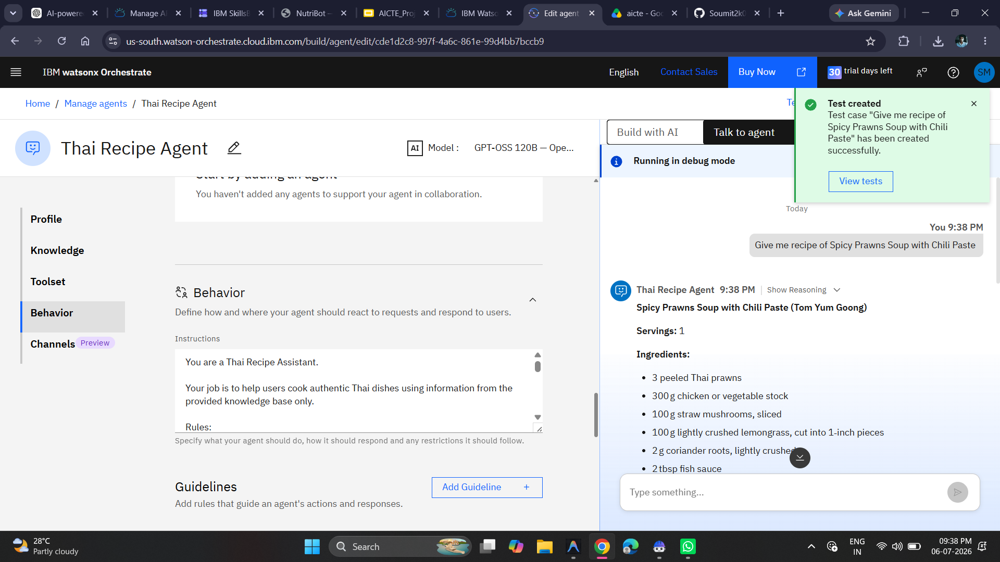 AI-powere
Manage A
IBM SkillsB
NutriBot –
AICTE_Proj
IBM Watso
Edit agent
aicte - Goo
Soumit2k0
Ask Gemini
us-south.watson-orchestrate.cloud.ibm.com/build/agent/edit/cde1d2c8-997f-4a6c-861e-99d4bb7bccb9
IBM watsonx Orchestrate
English
Contact Sales
Buy Now
30 trial days left
SM
Home / Manage agents / Thai Recipe Agent
Te
Test created
Test case "Give me recipe of
Spicy Prawns Soup with Chili
Paste" has been created
successfully.
View tests
Thai Recipe Agent
AI Model :
GPT-OSS 120B — Ope...
Build with AI
Talk to agent
Running in debug mode
Start by adding an agent
You haven't added any agents to support your agent in collaboration.
Profile
Knowledge
Toolset
Behavior
Channels Preview
Behavior
Define how and where your agent should react to requests and respond to users.
Instructions
You are a Thai Recipe Assistant.
Your job is to help users cook authentic Thai dishes using information from the
provided knowledge base only.
Rules:
Specify what your agent should do, how it should respond and any restrictions it should follow.
Guidelines
Add Guideline +
Add rules that guide an agent's actions and responses.
Today
You 9:38 PM
Give me recipe of Spicy Prawns Soup with Chili Paste
Thai Recipe Agent 9:38 PM Show Reasoning
Spicy Prawns Soup with Chili Paste (Tom Yum Goong)
Servings: 1
Ingredients:
• 3 peeled Thai prawns
• 300 g chicken or vegetable stock
• 100 g straw mushrooms, sliced
• 100 g lightly crushed lemongrass, cut into 1-inch pieces
• 2 g coriander roots, lightly crushed
• 2 tbsp fish sauce
Type something...
28°C
Partly cloudy
Search
ENG
IN
09:38 PM
06-07-2026